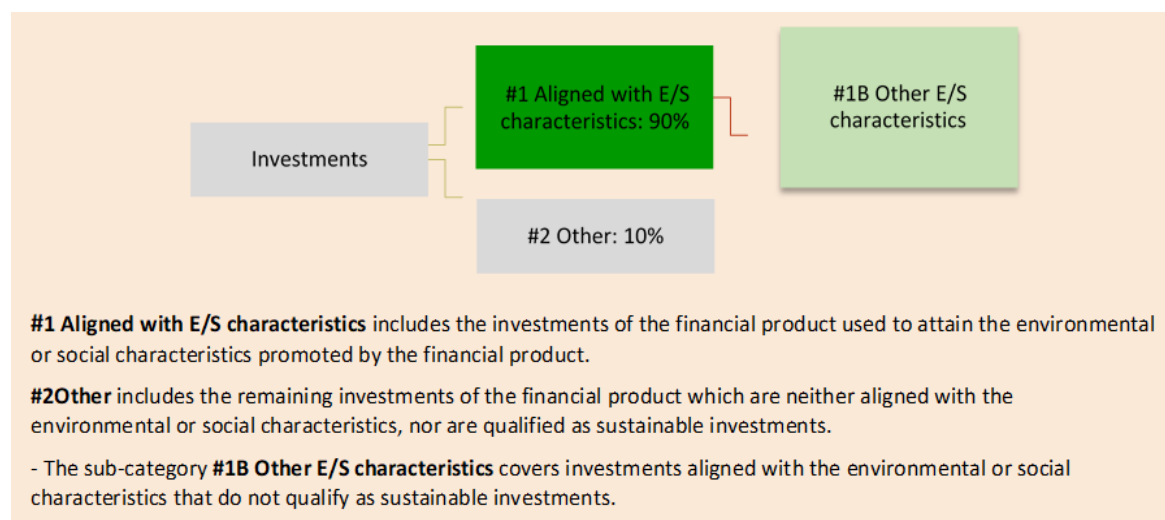 #1 Aligned with E/S
characteristics: 90%
#1B Other E/S
characteristics
Investments
#2 Other: 10%
#1 Aligned with E/S characteristics includes the investments of the financial product used to attain the environmental
or social characteristics promoted by the financial product.
#2Other includes the remaining investments of the financial product which are neither aligned with the
environmental or social characteristics, nor are qualified as sustainable investments.
- The sub-category #1B Other E/S characteristics covers investments aligned with the environmental or social
characteristics that do not qualify as sustainable investments.